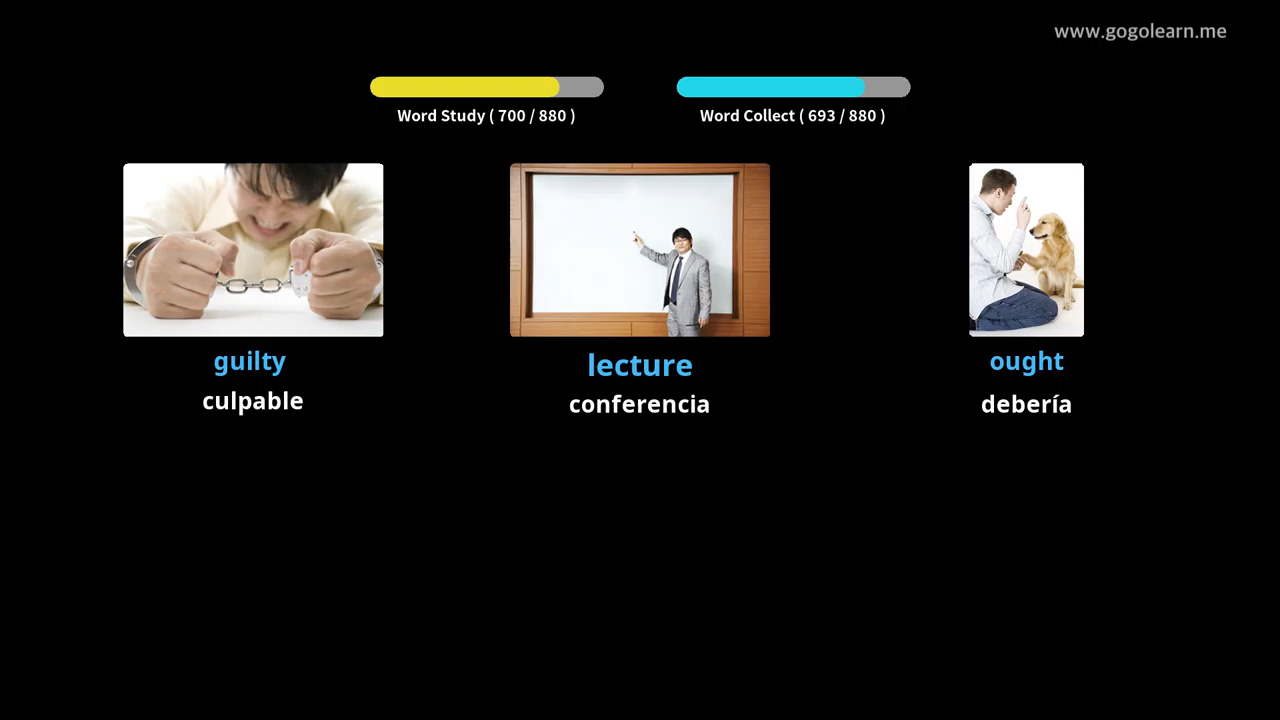 www.gogolearn.me
Word Study ( 700 / 880 )
Word Collect ( 693 / 880 )
guilty
culpable
lecture
conferencia
ought
debería